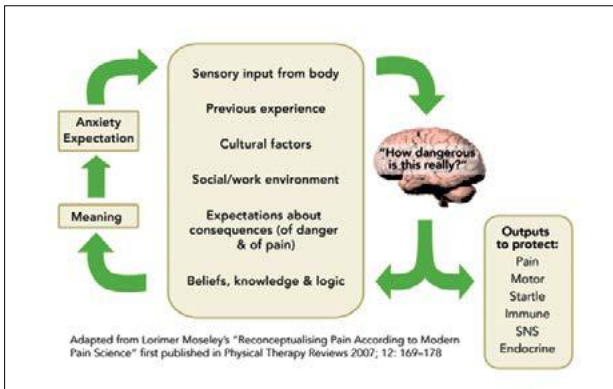 Sensory input from body
Previous experience
Cultural factors
Social/work environment
Expectations about
consequences (of danger
& of pain)
Beliefs, knowledge & logic
Anxiety
Expectation
Meaning
"How dangerous
is this really?"
Outputs
to protect:
Pain
Motor
Startle
Immune
SNS
Endocrine
Adapted from Lorimer Moseley's "Reconceptualising Pain According to Modern
Pain Science" first published in Physical Therapy Reviews 2007; 12: 169–178